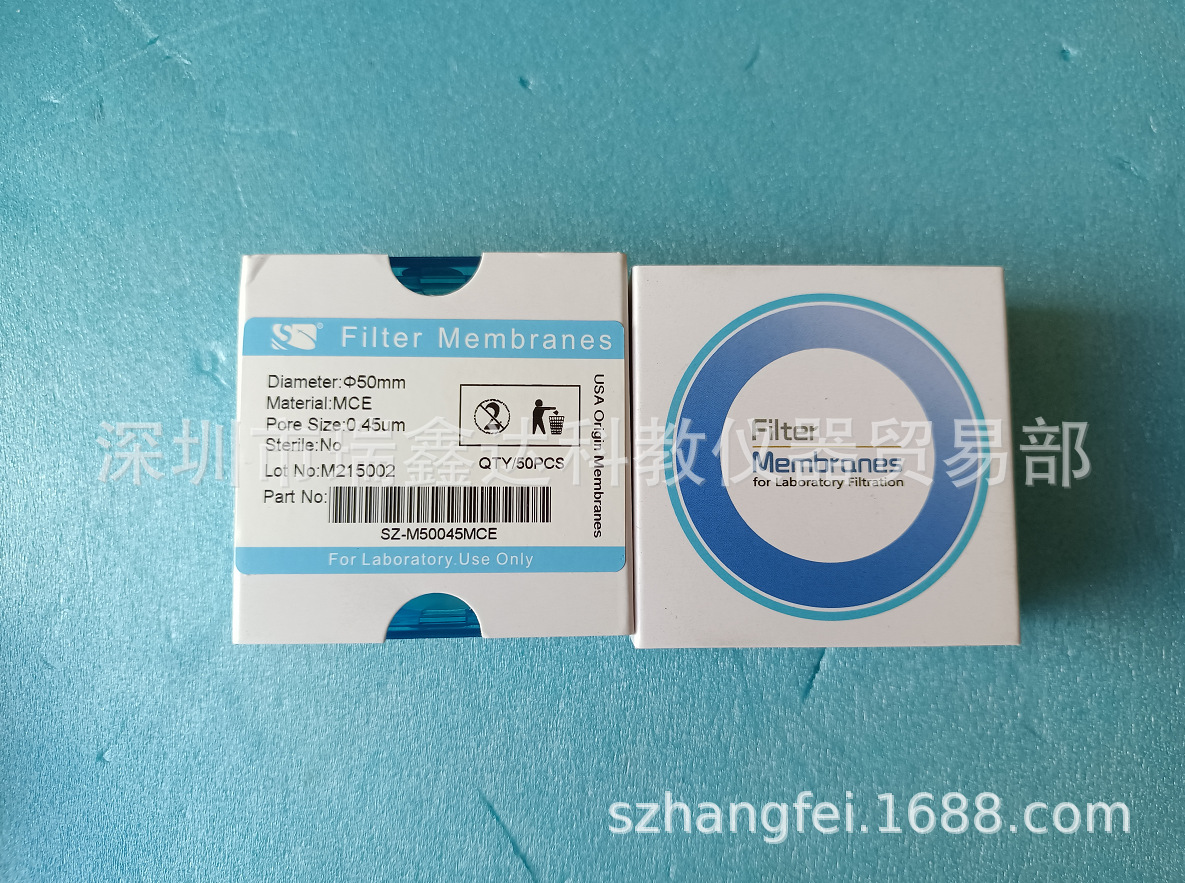 Filter Membranes
Diameter:Φ50mm
Material:MCE
Pore Size:0.45um
Sterile:No
Lot No:M215002
Part No:
SZ-M50045MCE
QTY/50PCS
USA Origin Membranes
For Laboratory.Use Only
Filter
Membranes
for Laboratory Filtration
深圳市信鑫达科教仪器贸易部
szhangfei.1688.com